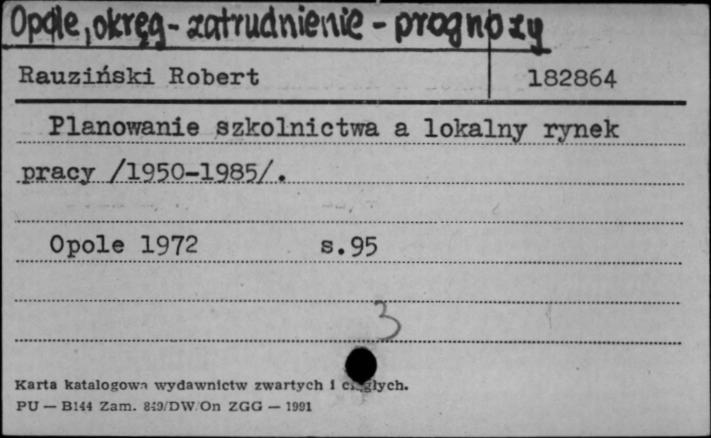 Opole, okręg - zatrudnienie - prognozy
Rauziński Robert 182864
Planowanie szkolnictwa a lokalny rynek
pracy /1950-1985/.
Opole 1972 s.95
3
Karta katalogowa wydawnictw zwartych i ciągłych.
PU — B144 Zam. 849/DW/On ZGG — 1991